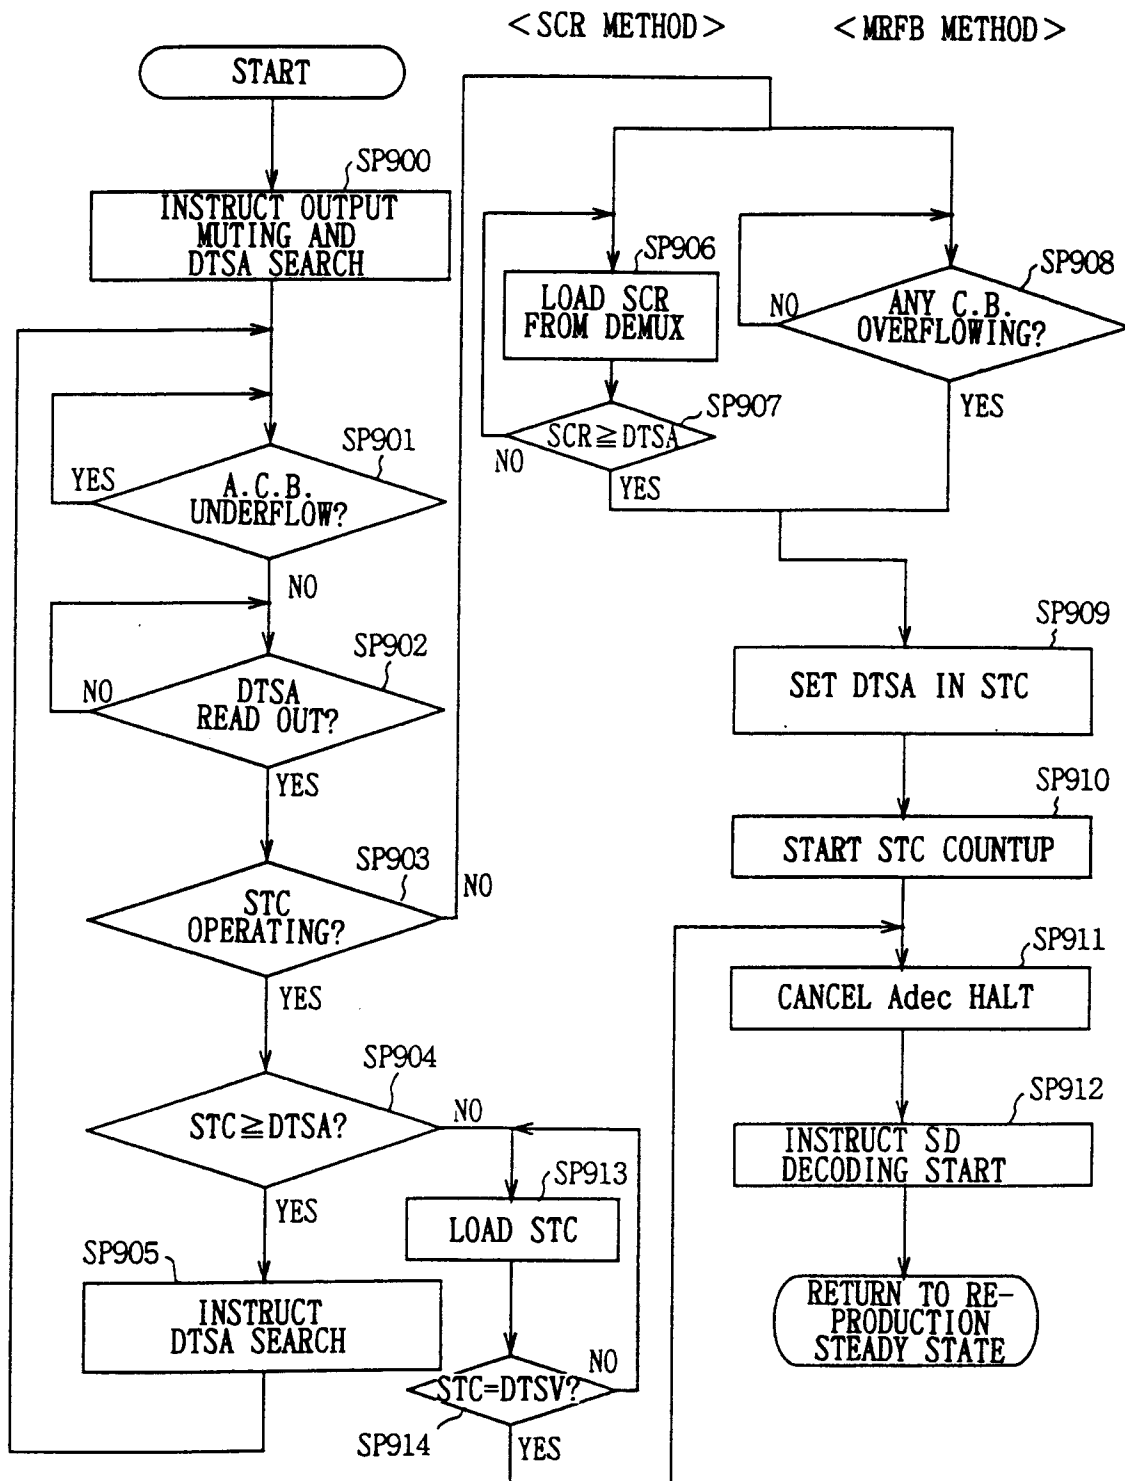 <SCR METHOD>
<MRFB METHOD>
START
SP900
INSTRUCT OUTPUT
MUTING AND
DTSA SEARCH
SP901
YES
A.C.B.
UNDERFLOW?
NO
SP902
NO
DTSA
READ OUT?
YES
SP903
NO
STC
OPERATING?
YES
SP904
NO
STC≧DTSA?
YES
SP905
INSTRUCT
DTSA SEARCH
SP913
LOAD STC
NO
STC=DTSV?
SP914
YES
SP906
LOAD SCR
FROM DEMUX
SP907
SCR≧DTSA
NO
YES
SP908
NO
ANY C.B.
OVERFLOWING?
YES
SP909
SET DTSA IN STC
SP910
START STC COUNTUP
SP911
CANCEL Adec HALT
SP912
INSTRUCT SD
DECODING START
RETURN TO RE-
PRODUCTION
STEADY STATE